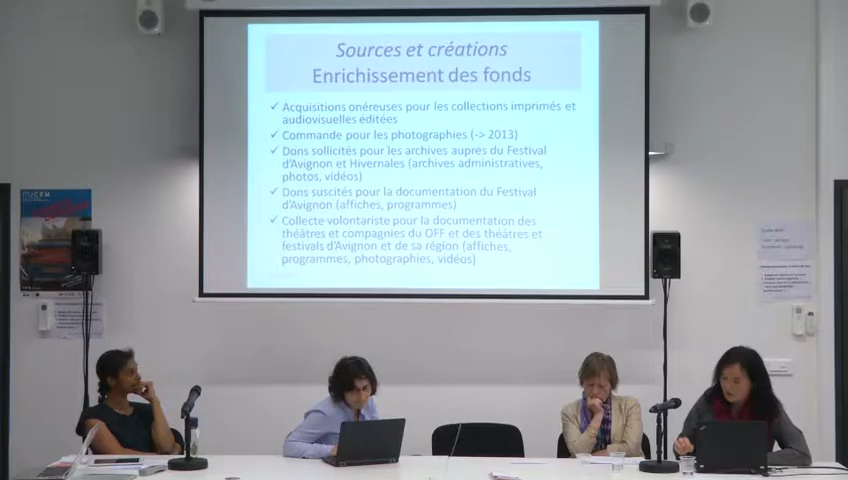 Sources et créations
Enrichissement des fonds
✓ Acquisitions onéreuses pour les collections imprimés et
audiovisuelles éditées
✓ Commande pour les photographies (-> 2013)
✓ Dons sollicités pour les archives auprès du Festival
d'Avignon et Hivernales (archives administratives,
photos, vidéos)
✓ Dons suscités pour la documentation du Festival
d'Avignon (affiches, programmes)
✓ Collecte volontariste pour la documentation des
théâtres et compagnies du OFF et des théâtres et
festivals d'Avignon et de sa région (affiches,
programmes, photographies, vidéos)
MUCEM